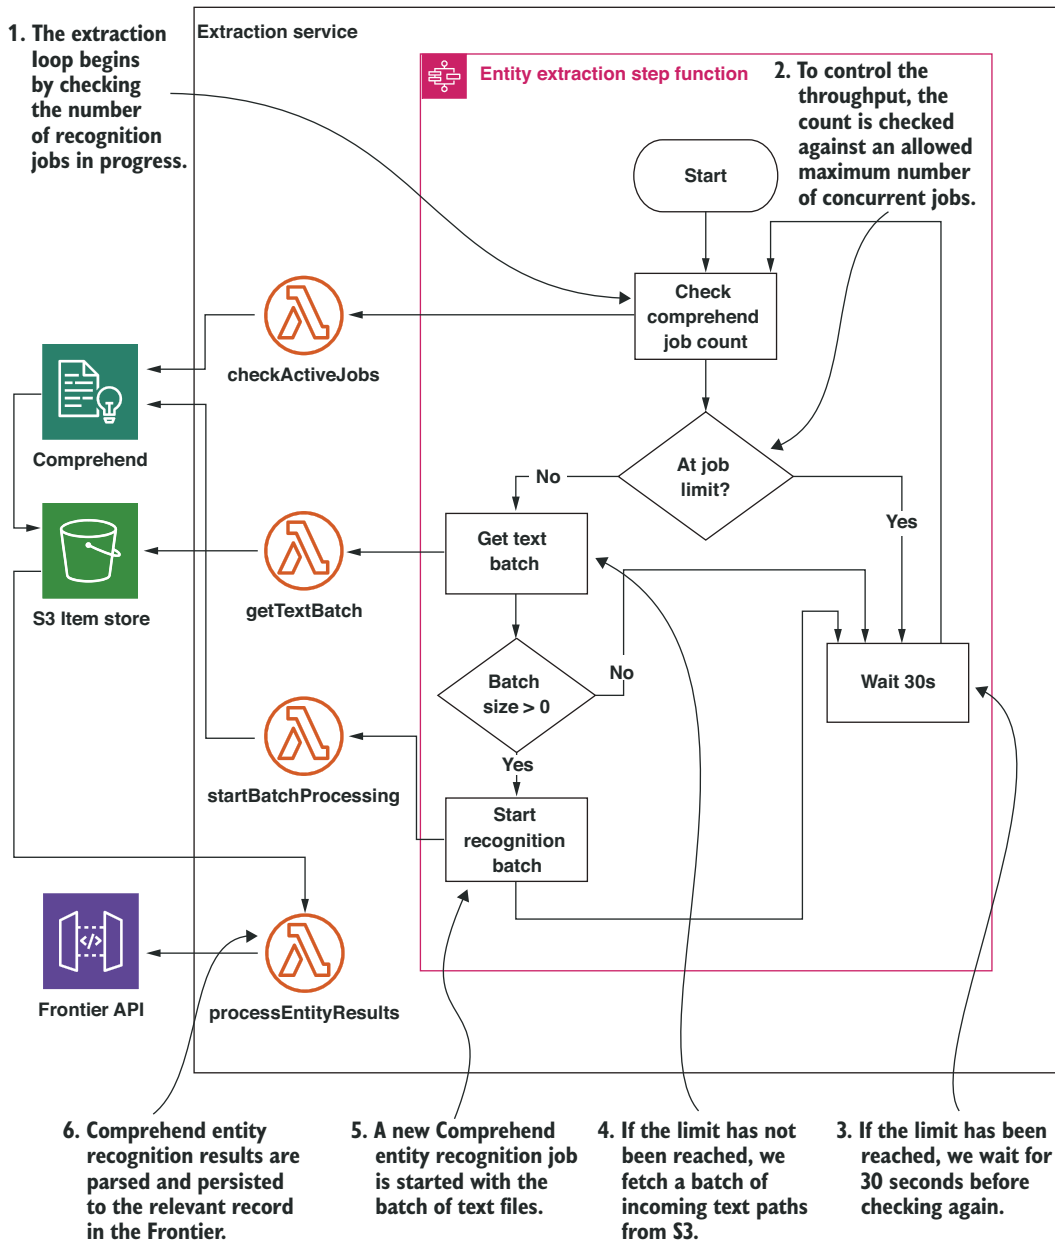 1. The extraction
loop begins
by checking
the number
of recognition
jobs in progress.
Extraction service
Entity extraction step function
2. To control the
throughput, the
count is checked
against an allowed
maximum number
of concurrent jobs.
Start
Check
comprehend
job count
checkActiveJobs
Comprehend
At job
limit?
No
Yes
Get text
batch
getTextBatch
S3 Item store
Batch
size > 0
No
Wait 30s
Yes
startBatchProcessing
Start
recognition
batch
</>
Frontier API
processEntityResults
6. Comprehend entity
recognition results are
parsed and persisted
to the relevant record
in the Frontier.
5. A new Comprehend
entity recognition job
is started with the
batch of text files.
4. If the limit has not
been reached, we
fetch a batch of
incoming text paths
from S3.
3. If the limit has been
reached, we wait for
30 seconds before
checking again.